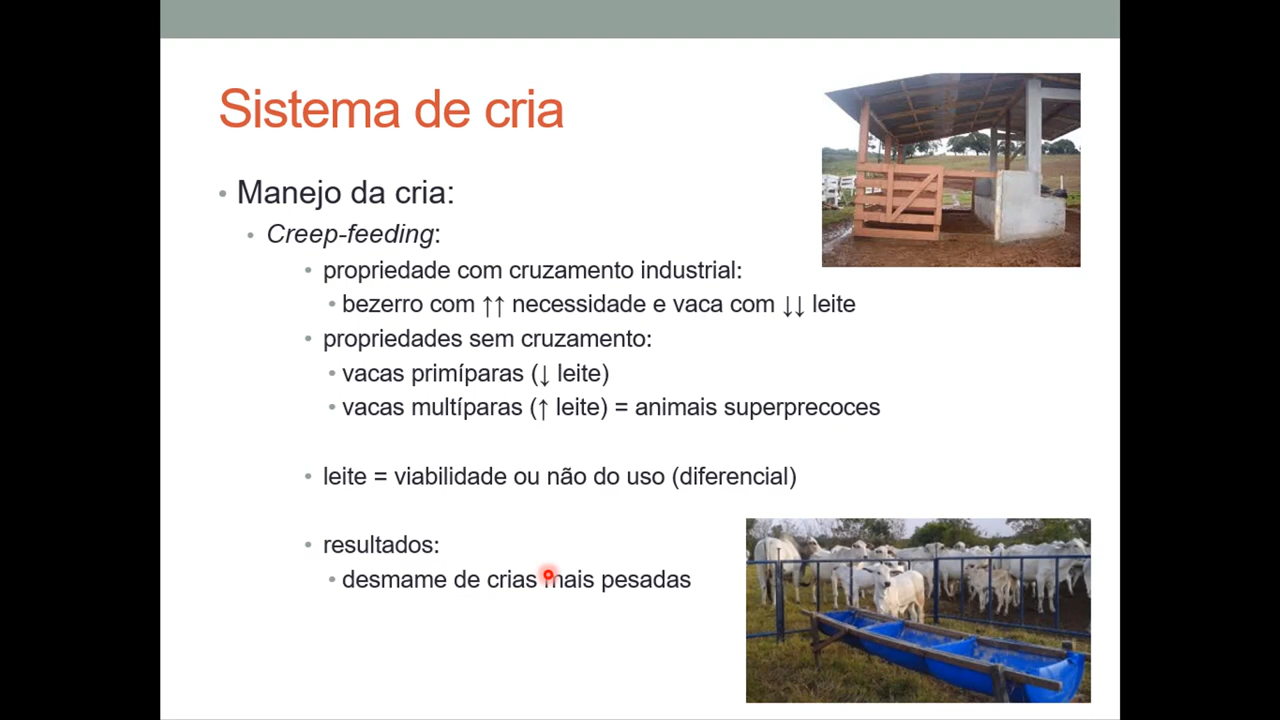 Sistema de cria
• Manejo da cria:
• Creep-feeding:
• propriedade com cruzamento industrial:
• bezerro com ↑↑ necessidade e vaca com ↓↓ leite
• propriedades sem cruzamento:
• vacas primíparas (↓ leite)
• vacas multíparas (↑ leite) = animais superprecoces
• leite = viabilidade ou não do uso (diferencial)
• resultados:
• desmame de crias mais pesadas